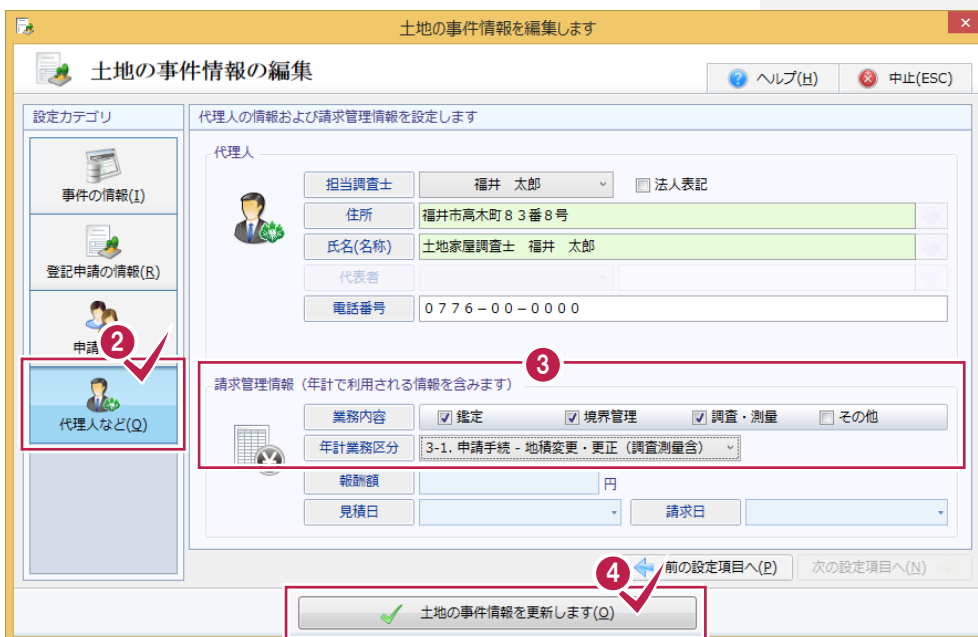 土地の事件情報を編集します
×
土地の事件情報の編集
ヘルプ(H)
中止(ESC)
設定カテゴリ
事件の情報(I)
登記申請の情報(R)
申請
2
代理人など(Q)
代理人の情報および請求管理情報を設定します
代理人
担当調査士 福井 太郎 法人表記
住所 福井市高木町83番8号
氏名(名称) 土地家屋調査士 福井 太郎
代表者
電話番号 0776-00-0000
3
請求管理情報(年計で利用される情報を含みます)
業務内容 鑑定 境界管理 調査・測量 その他
年計業務区分 3-1. 申請手続 - 地積変更・更正(調査測量含)
報酬額 円
見積日 請求日
4
前の設定項目へ(P) 次の設定項目へ(N)
土地の事件情報を更新します(O)